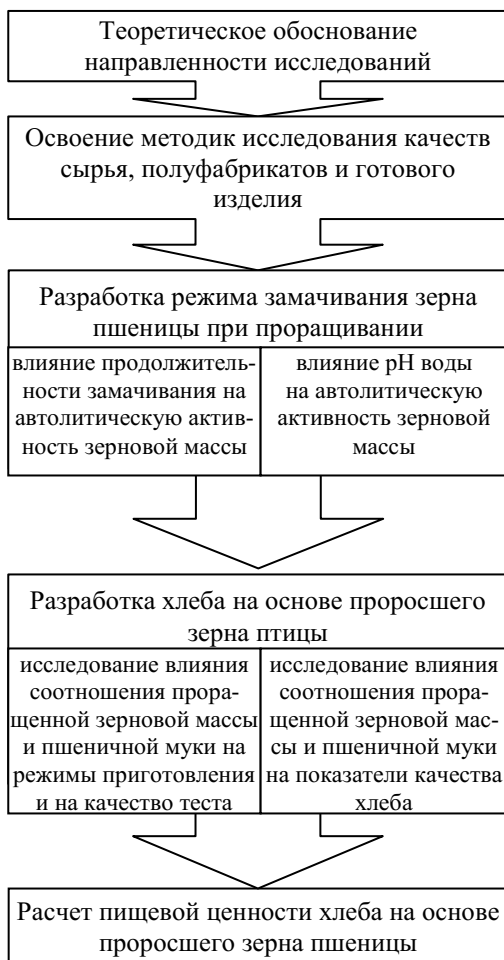 Теоретическое обоснование
направленности исследований
Освоение методик исследования качеств
сырья, полуфабрикатов и готового
изделия
Разработка режима замачивания зерна
пшеницы при проращивании
влияние продолжитель-
ности замачивания на
автолитическую актив-
ность зерновой массы
влияние pH воды
на автолитическую
активность зерновой
массы
Разработка хлеба на основе проросшего
зерна птицы
исследование влияния
соотношения прора-
щенной зерновой массы
и пшеничной муки на
режимы приготовления
и на качество теста
исследование влияния
соотношения прора-
щенной зерновой мас-
сы и пшеничной муки
на показатели качества
хлеба
Расчет пищевой ценности хлеба на основе
проросшего зерна пшеницы